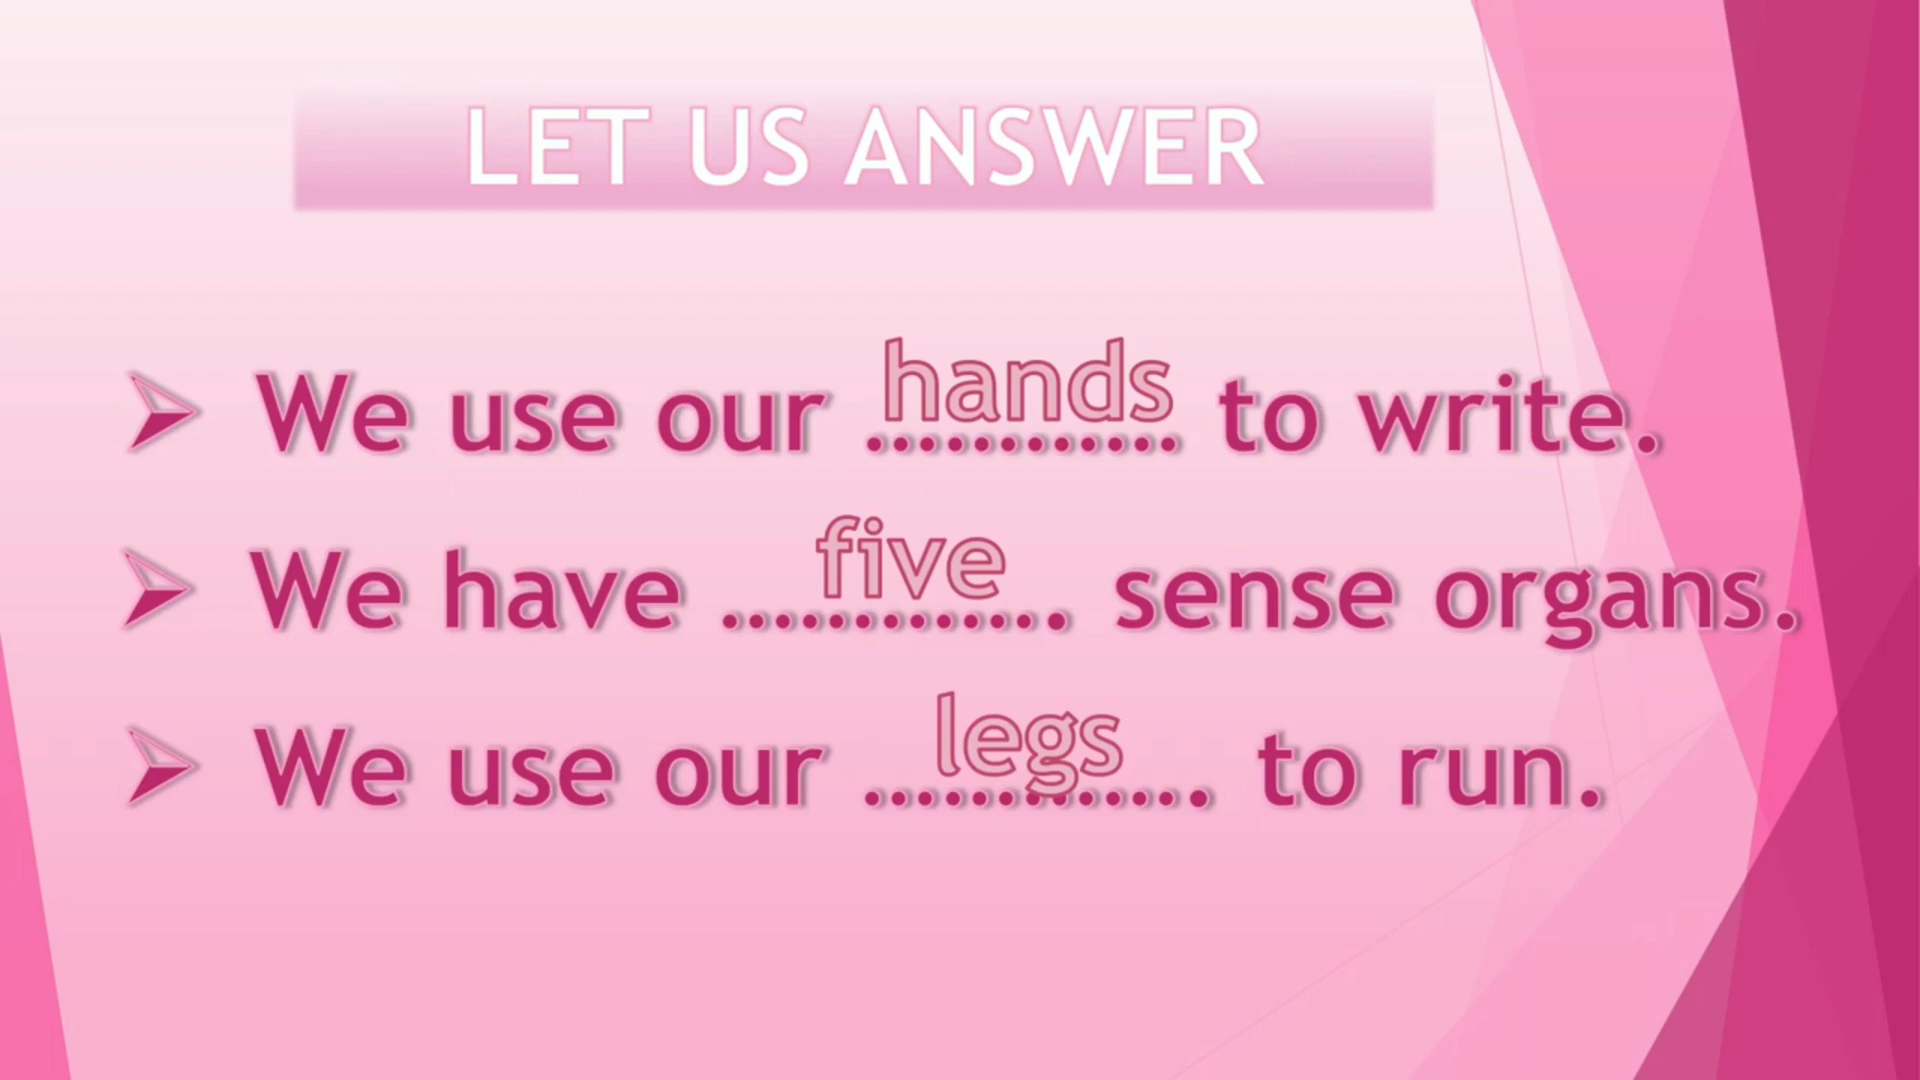 LET US ANSWER
We use our hands to write.
We have five sense organs.
We use our legs to run.